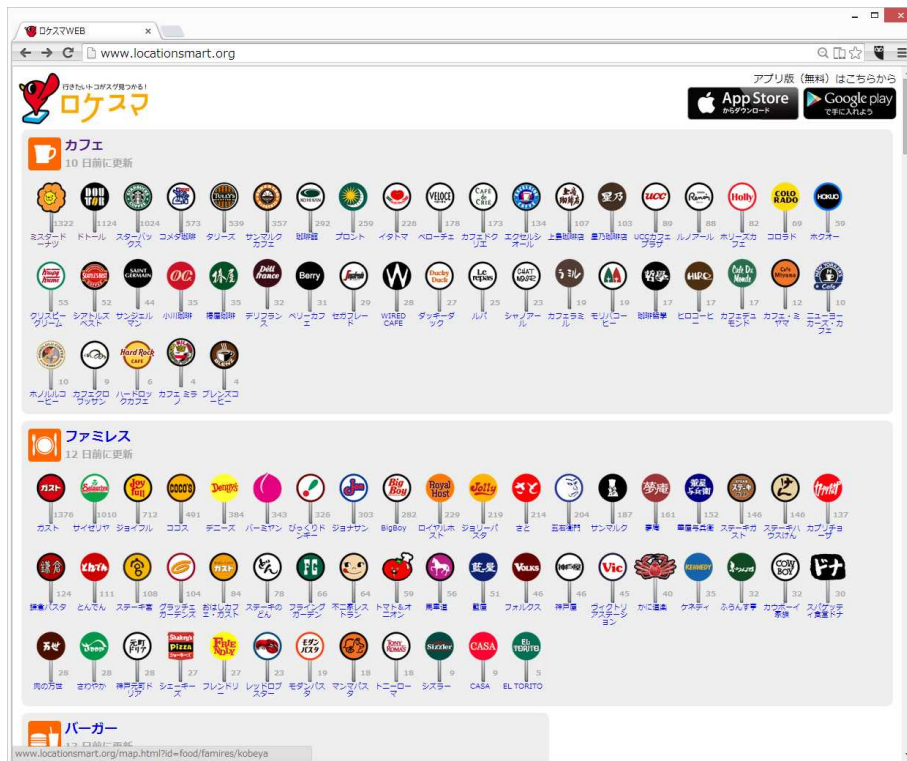 ロケスマWEB
www.locationsmart.org
行きたいトコがスグ見つかる!
ロケスマ
アプリ版（無料）はこちらから
App Store
からダウンロード
Google play
で手に入れよう
カフェ
10 日前に更新
1322 1124 1024 573 539 357 292 259 226 178 173 134 107 103 89 88 82 69 59
ミスタードーナツ ドトール スターバックス コメダ珈琲 タリーズ サンマルクカフェ 珈琲館 プロント イタトマ ベローチェ カフェドクリエ エクセルシオール 上島珈琲店 星乃珈琲店 UCCカフェプラザ ルノアール ホリーズカフェ コロラド ホクオー
55 52 44 35 35 32 31 29 28 27 25 23 19 19 17 17 17 12 10
クリスピークリーム シアトルズベスト サンジェルマン 小川珈琲 椿屋珈琲 デリフランス ベリーカフェ セガフレード WIRED CAFE ダッキーダック ルパ シャノアール カフェラミル モリバコーヒー 珈琲哲學 ヒロコーヒー カフェデュモンド カフェ・ミヤマ ニューヨーカーズ・カフェ
10 9 6 4 4
ホノルルコーヒー カフェクロワッサン ハードロックカフェ カフェ ミラノ ブレンズコーヒー
ファミレス
12 日前に更新
1376 1010 712 491 384 343 326 303 282 229 219 214 204 187 161 152 146 146 137
ガスト サイゼリヤ ジョイフル ココス デニーズ バーミヤン びっくりドンキー ジョナサン BigBoy ロイヤルホスト ジョリーパスタ さと 五右衛門 サンマルク 夢庵 華屋与兵衛 ステーキガスト ステーキハウスけん カプリチョーザ
124 111 108 104 84 78 66 64 60 56 51 50 46 45 40 35 32 32 30
鎌倉パスタ とんでん ステーキ宮 グラッチェガーデンズ おはしカフェ・ガスト ステーキのどん フライングガーデン 不二家レストラン トマト&オニオン 馬車道 藍屋 フォルクス 神戸屋 ヴィクトリアステーション かに道楽 ケネディ ふらんす亭 カウボーイ家族 スパゲッティ食堂ドナ
28 28 28 27 27 23 19 18 18 9 9 5
肉の万世 さわやか 神戸元町ドリア シェーキーズ フレンドリー レッドロブスター モダンパスタ マンマパスタ トニーローマ シズラー CASA EL TORITO
バーガー
www.locationsmart.org/map.html?id=food/famires/kobeya